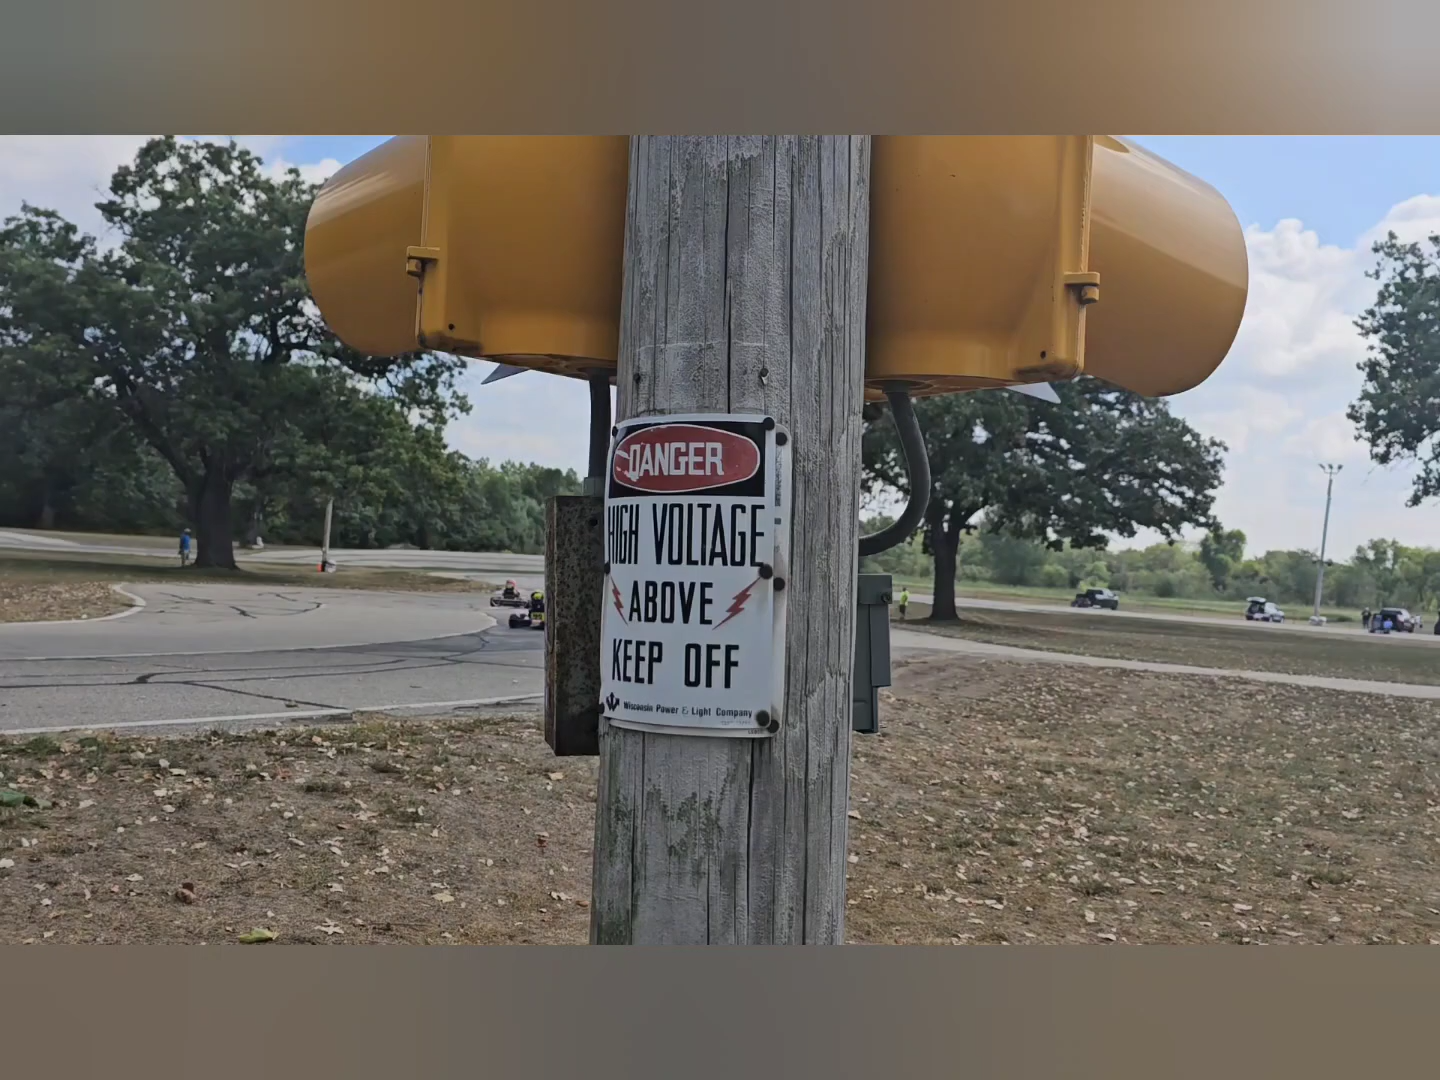 DANGER
HIGH VOLTAGE
ABOVE
KEEP OFF
Wisconsin Power & Light Company